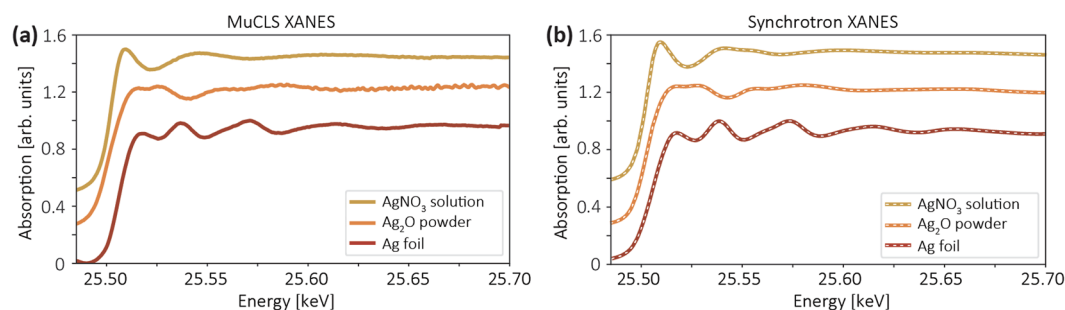 MuCLS XANES
(a)
1.6
1.2
0.8
0.4
0
Absorption [arb. units]
AgNO₃ solution
Ag₂O powder
Ag foil
25.50
25.55
25.60
25.65
25.70
Energy [keV]
Synchrotron XANES
(b)
1.6
1.2
0.8
0.4
0
Absorption [arb. units]
AgNO₃ solution
Ag₂O powder
Ag foil
25.50
25.55
25.60
25.65
25.70
Energy [keV]